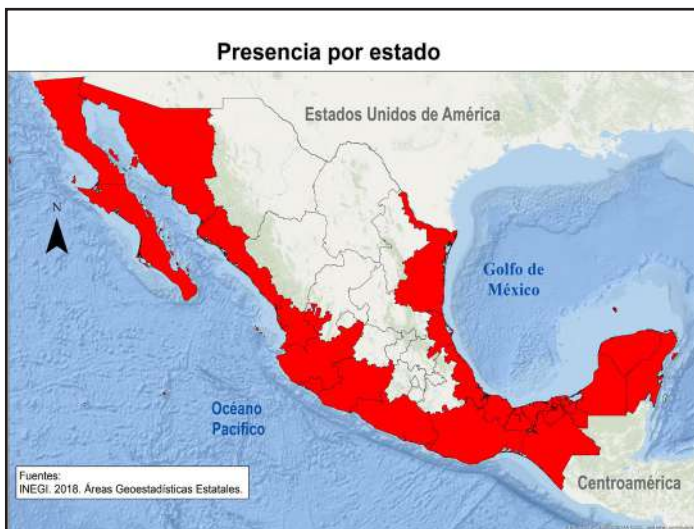 Presencia por estado
Estados Unidos de América
N
Golfo de
México
Océano
Pacífico
Fuentes:
INEGI. 2018. Áreas Geoestadísticas Estatales.
Centroamérica